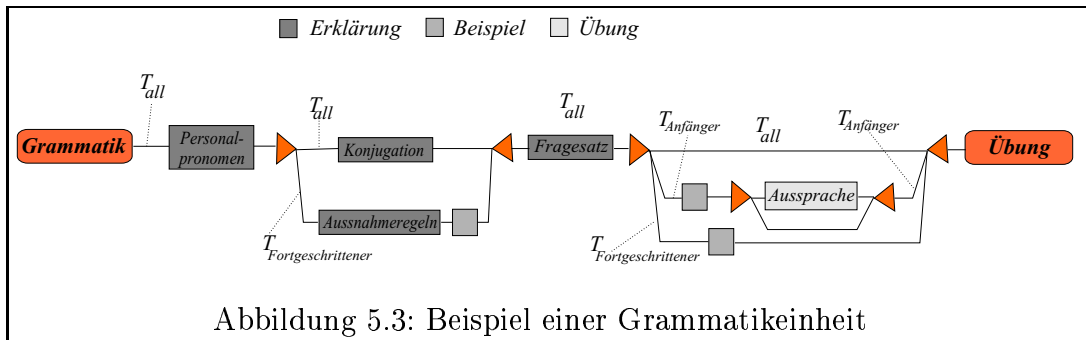 Erklärung Beispiel Übung
T_all
T_all
T_all
T_Anfänger
T_all
T_Anfänger
Grammatik
Personal-
pronomen
Konjugation
Fragesatz
Übung
Aussprache
Aussnahmeregeln
T_Fortgeschrittener
T_Fortgeschrittener
Abbildung 5.3: Beispiel einer Grammatikeinheit